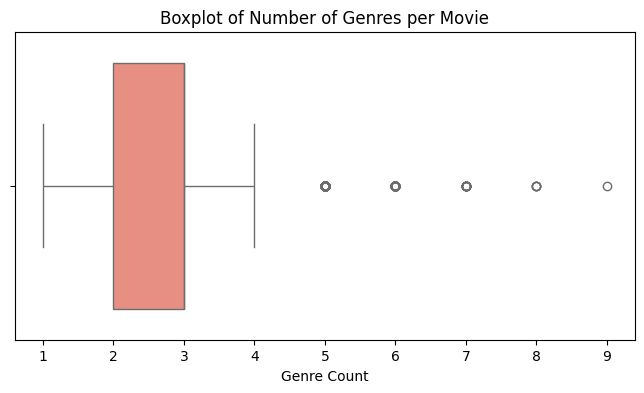 Boxplot of Number of Genres per Movie
1 2 3 4 5 6 7 8 9
Genre Count